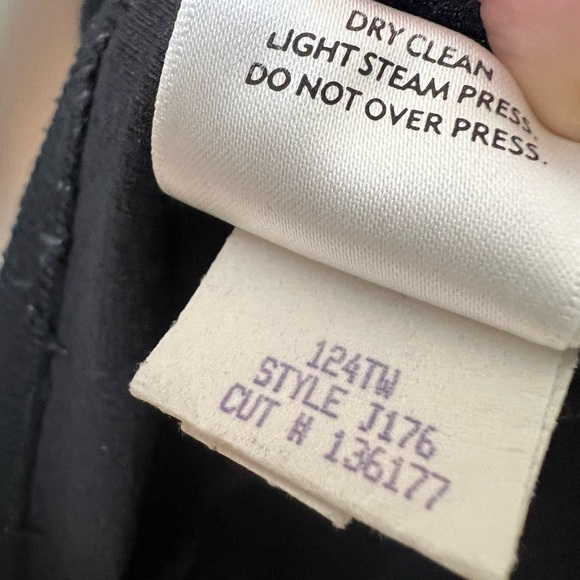 DRY CLEAN
LIGHT STEAM PRESS.
DO NOT OVER PRESS.
124TW
STYLE J176
CUT # 136177